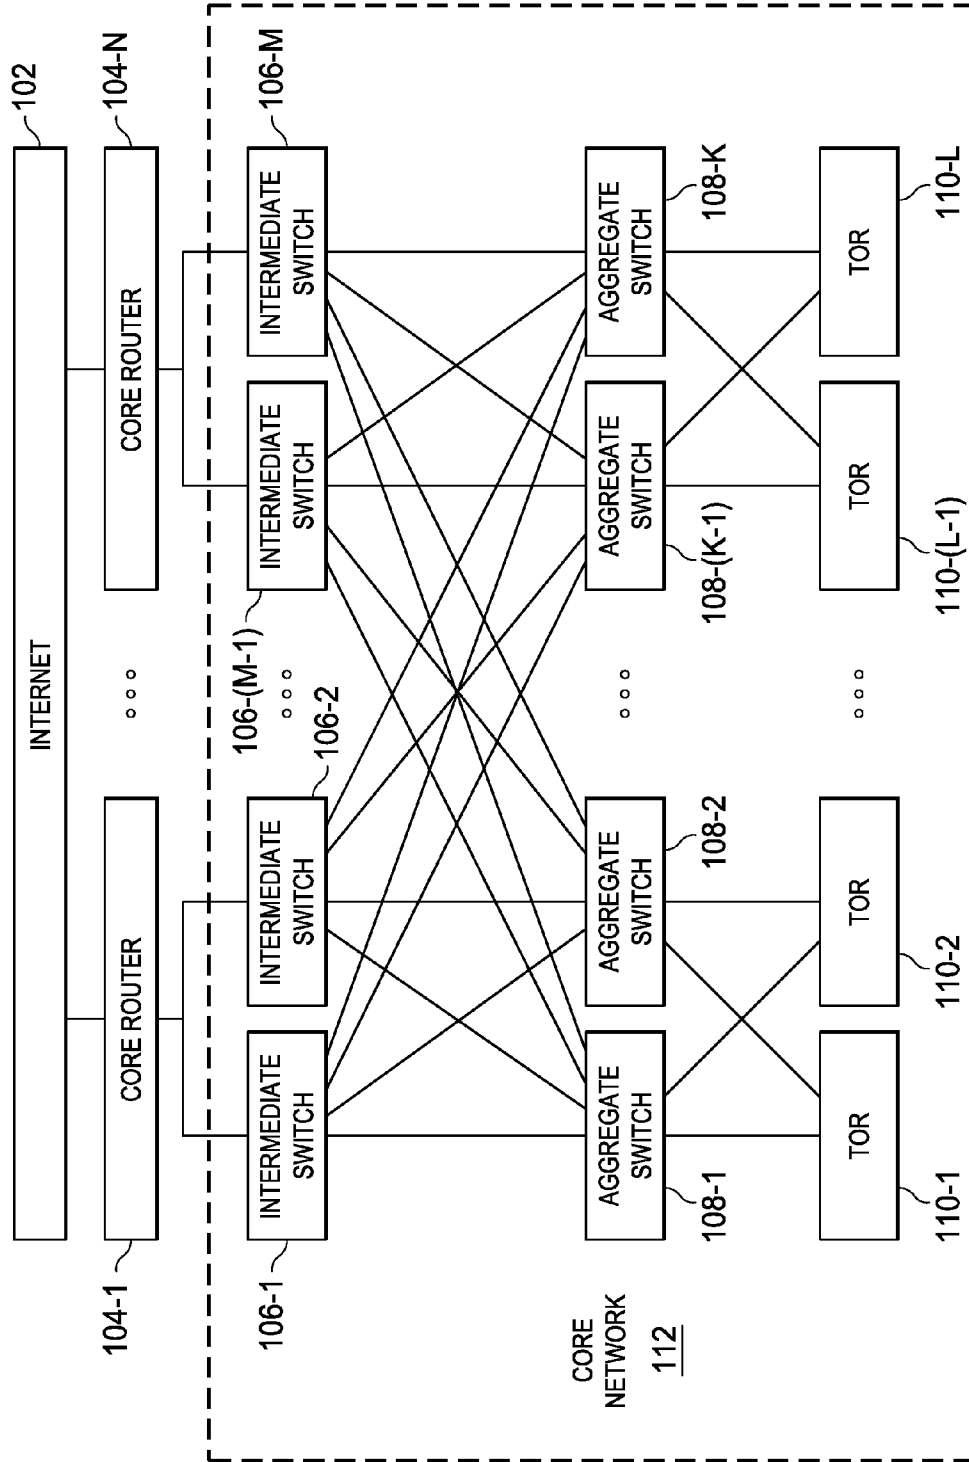 102
INTERNET
104-1
CORE ROUTER
CORE ROUTER
104-N
106-1
INTERMEDIATE
SWITCH
INTERMEDIATE
SWITCH
106-2
106-(M-1)
INTERMEDIATE
SWITCH
INTERMEDIATE
SWITCH
106-M
CORE
NETWORK
112
AGGREGATE
SWITCH
108-1
AGGREGATE
SWITCH
108-2
AGGREGATE
SWITCH
108-(K-1)
AGGREGATE
SWITCH
108-K
TOR
110-1
TOR
110-2
TOR
110-(L-1)
TOR
110-L